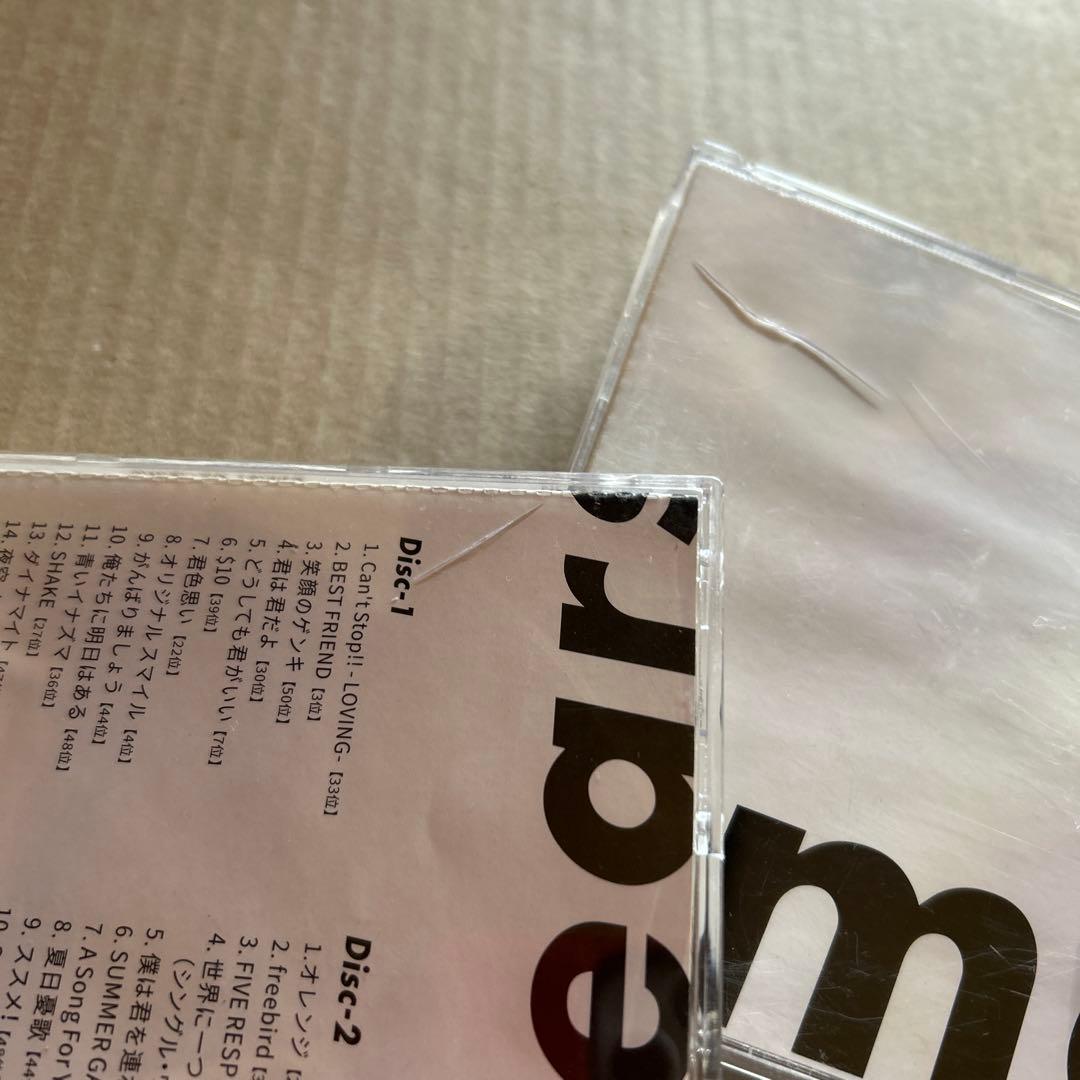 Disc-1
1. Can't Stop!! - LOVING-【33位】
2. BEST FRIEND【3位】
3. 笑顔のゲンキ【50位】
4. 君は君だよ【30位】
5. どうしても君がいい【7位】
6. $10【39位】
7. 君色思い【22位】
8. オリジナル スマイル【4位】
9. がんばりましょう【44位】
10. 俺たちに明日はある【48位】
11. 青いイナズマ【36位】
12. SHAKE【27位】
13. ダイナマイト
14. 夜空
Disc-2
1. オレンジ
2. freebird
3. FIVE RESP
4. 世界に一つ
(シングル・
5. 僕は君を連
6. SUMMER GA
7. A Song For
8. 夏日憂歌【44
9. ススメ!
10.
ears
m